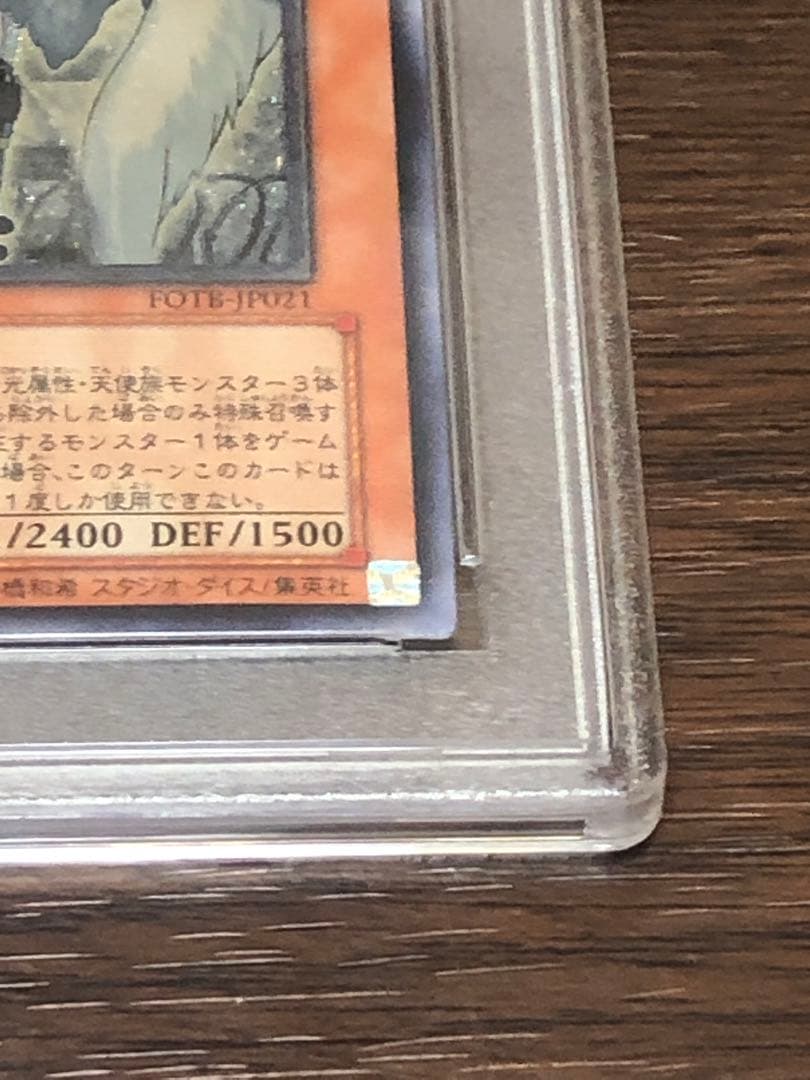 FOTB-JP021
光属性・天使族モンスター３体
除外した場合のみ特殊召喚す
するモンスター１体をゲーム
場合、このターンこのカードは
１度しか使用できない。
/2400 DEF/1500
橋和希 スタジオ・ダイス/集英社